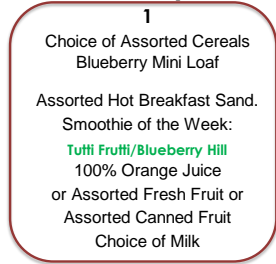 1
Choice of Assorted Cereals
Blueberry Mini Loaf
Assorted Hot Breakfast Sand.
Smoothie of the Week:
Tutti Frutti/Blueberry Hill
100% Orange Juice
or Assorted Fresh Fruit or
Assorted Canned Fruit
Choice of Milk